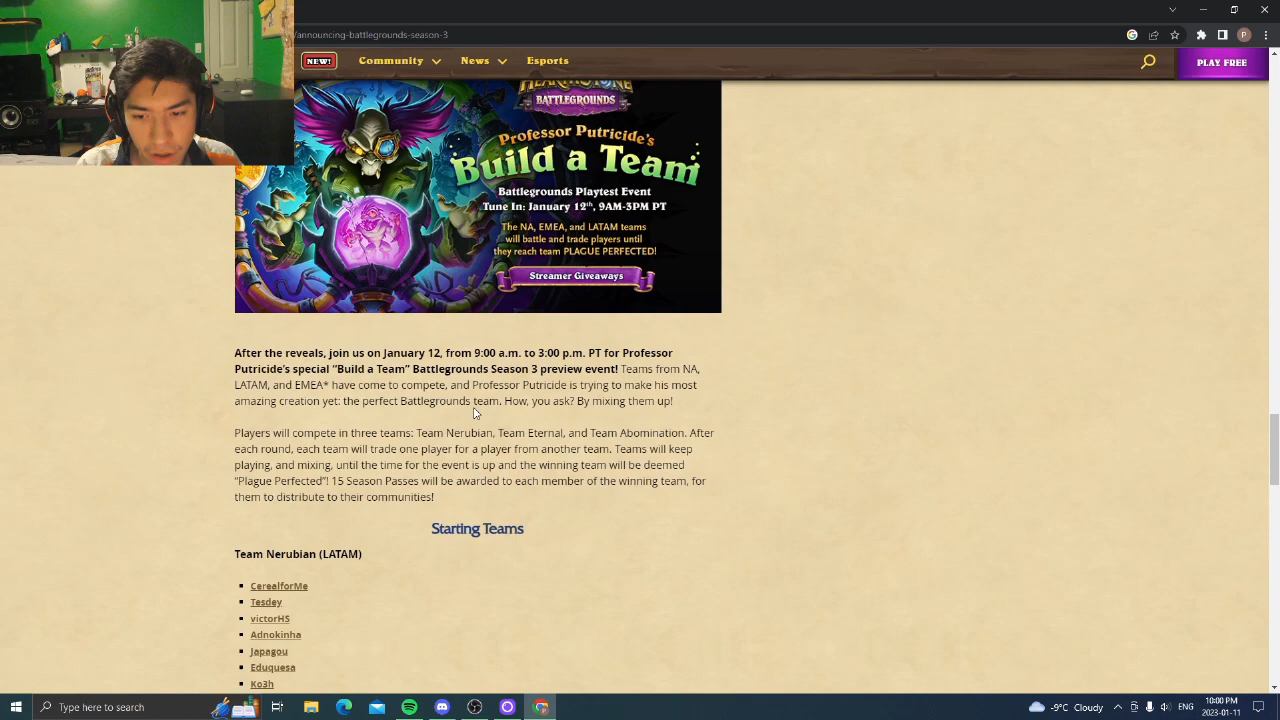 /announcing-battlegrounds-season-3
P
NEW!
Community
News
Esports
PLAY FREE
HEARTHSTONE
BATTLEGROUNDS
Professor Putricide's
Build a Team
Battlegrounds Playtest Event
Tune In: January 12th, 9AM-3PM PT
The NA, EMEA, and LATAM teams
will battle and trade players until
they reach team PLAGUE PERFECTED!
Streamer Giveaways
After the reveals, join us on January 12, from 9:00 a.m. to 3:00 p.m. PT for Professor
Putricide's special "Build a Team" Battlegrounds Season 3 preview event! Teams from NA,
LATAM, and EMEA* have come to compete, and Professor Putricide is trying to make his most
amazing creation yet: the perfect Battlegrounds team. How, you ask? By mixing them up!
Players will compete in three teams: Team Nerubian, Team Eternal, and Team Abomination. After
each round, each team will trade one player for a player from another team. Teams will keep
playing, and mixing, until the time for the event is up and the winning team will be deemed
"Plague Perfected"! 15 Season Passes will be awarded to each member of the winning team, for
them to distribute to their communities!
Starting Teams
Team Nerubian (LATAM)
CerealforMe
Tesdey
victorHS
Adnokinha
Japagou
Eduquesa
Ko3h
Type here to search
-9°C Cloudy
10:00 PM
2023-01-11